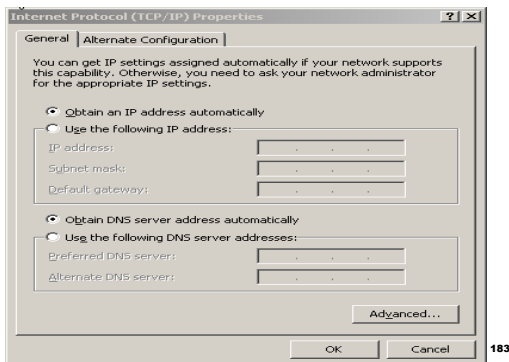 Internet Protocol (TCP/IP) Properties
General
Alternate Configuration
You can get IP settings assigned automatically if your network supports
this capability. Otherwise, you need to ask your network administrator
for the appropriate IP settings.
Obtain an IP address automatically
Use the following IP address:
IP address:
Subnet mask:
Default gateway:
Obtain DNS server address automatically
Use the following DNS server addresses:
Preferred DNS server:
Alternate DNS server:
Advanced...
OK
Cancel
183